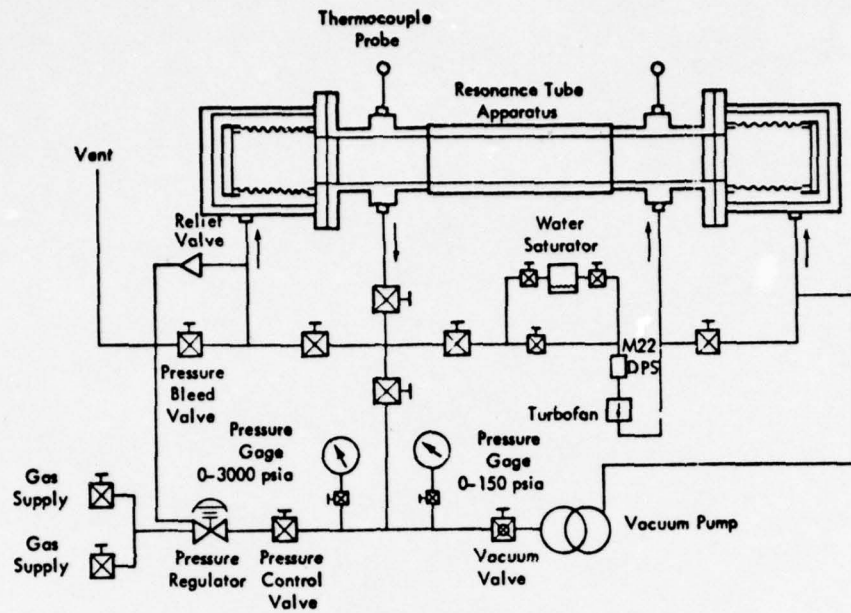 Thermocouple
Probe
Resonance Tube
Apparatus
Vent
Relief
Valve
Water
Saturator
M22
DPS
Pressure
Bleed
Valve
Turbofan
Pressure
Gage
0-3000 psia
Pressure
Gage
0-150 psia
Gas
Supply
Gas
Supply
Pressure
Regulator
Pressure
Control
Valve
Vacuum
Valve
Vacuum Pump